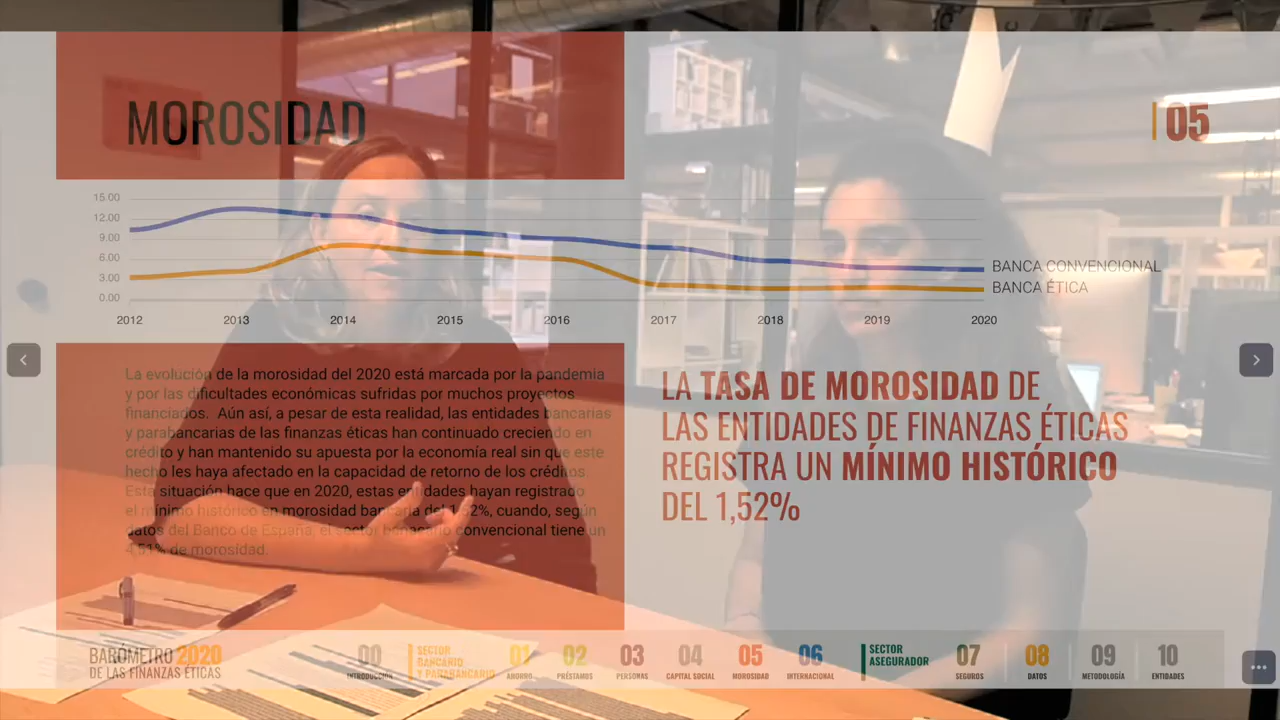 MOROSIDAD
05
15.00
12.00
9.00
6.00
3.00
0.00
BANCA CONVENCIONAL
BANCA ÉTICA
2012 2013 2014 2015 2016 2017 2018 2019 2020
La evolución de la morosidad del 2020 está marcada por la pandemia
y por las dificultades económicas sufridas por muchos proyectos
financiados. Aún así, a pesar de esta realidad, las entidades bancarias
y parabancarias de las finanzas éticas han continuado creciendo en
crédito y han mantenido su apuesta por la economía real sin que este
hecho les haya afectado en la capacidad de retorno de los créditos.
Esta situación hace que en 2020, estas entidades hayan registrado
el mínimo histórico en morosidad bancaria del 1,52%, cuando, según
datos del Banco de España, el sector bancario convencional tiene un
4,51% de morosidad.
LA TASA DE MOROSIDAD DE
LAS ENTIDADES DE FINANZAS ÉTICAS
REGISTRA UN MÍNIMO HISTÓRICO
DEL 1,52%
BARÓMETRO 2020
DE LAS FINANZAS ÉTICAS
00
INTRODUCCIÓN
SECTOR
BANCARIO
Y PARABANCARIO
01
AHORRO
02
PRÉSTAMOS
03
PERSONAS
04
CAPITAL SOCIAL
05
MOROSIDAD
06
INTERNACIONAL
SECTOR
ASEGURADOR
07
SEGUROS
08
DATOS
09
METODOLOGÍA
10
ENTIDADES